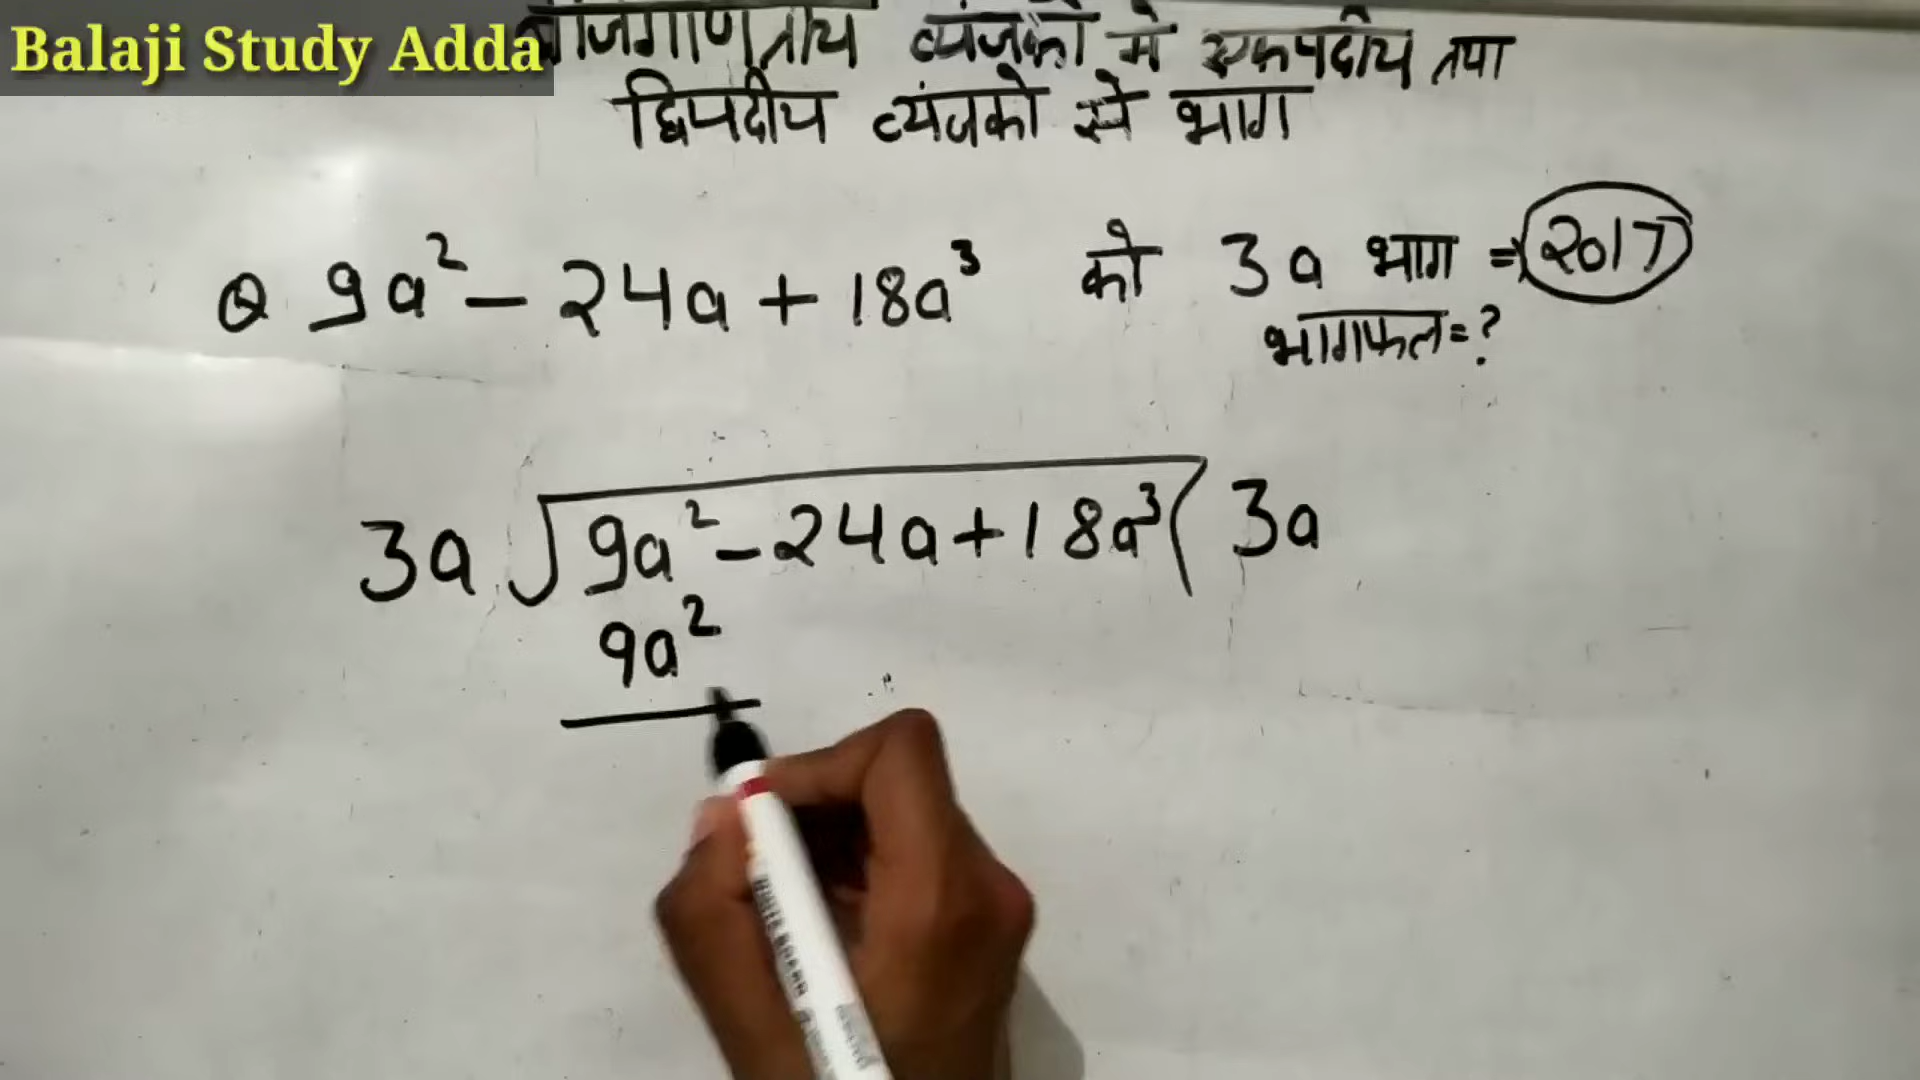 Balaji Study Adda
बीजगणितीय व्यंजको मे एकपदीय तथा
द्विपदीय व्यंजको से भाग
Q 9a² - 24a + 18a³ को 3a भाग ⇒ 2017
भागफल = ?
3a √9a² - 24a + 18a³ ( 3a
9a²